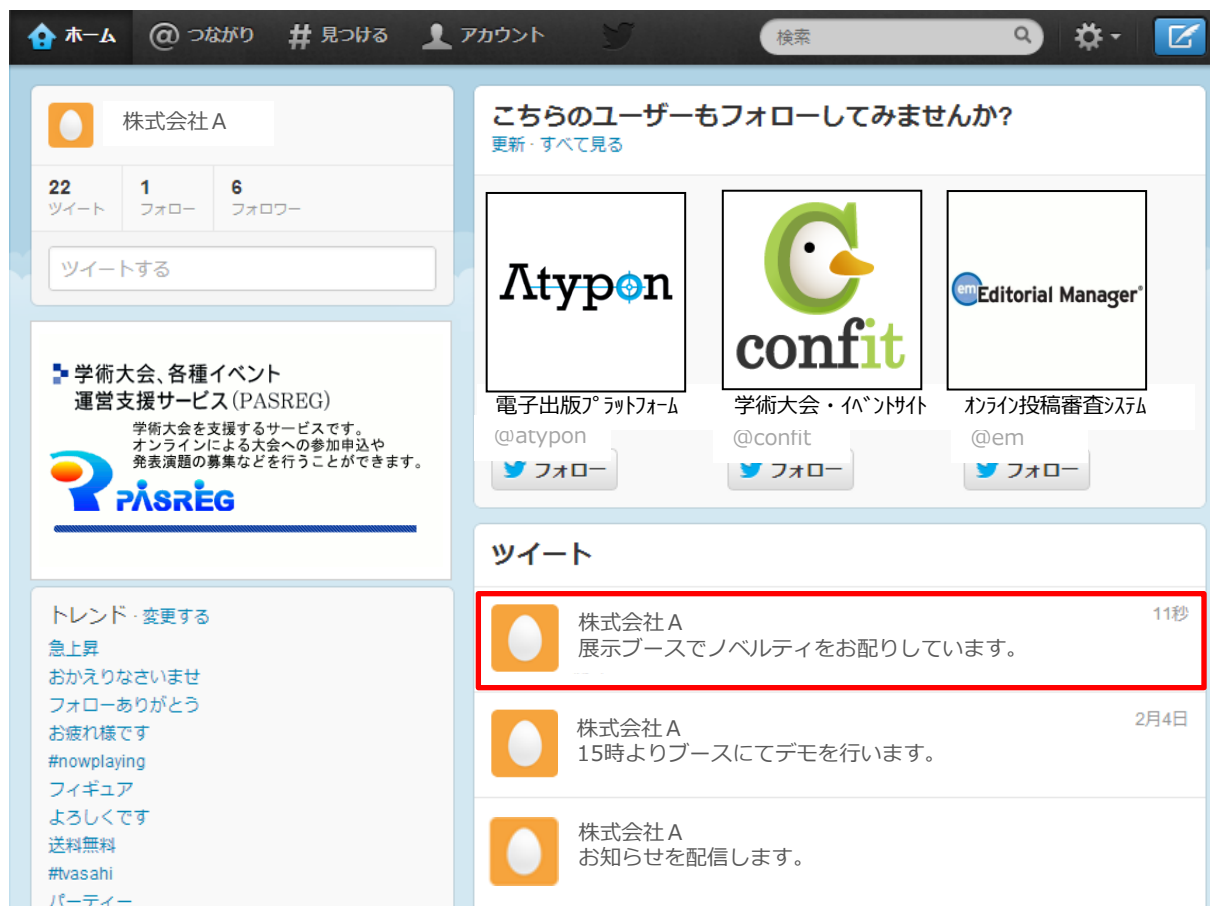 ホーム
つながり
見つける
アカウント
検索
株式会社A
22
ツイート
1
フォロー
6
フォロワー
ツイートする
学術大会、各種イベント
運営支援サービス(PASREG)
学術大会を支援するサービスです。
オンラインによる大会への参加申込や
発表演題の募集などを行うことができます。
PASREG
トレンド · 変更する
急上昇
おかえりなさいませ
フォローありがとう
お疲れ様です
#nowplaying
フィギュア
よろしくです
送料無料
#tvasahi
パーティー
こちらのユーザーもフォローしてみませんか?
更新 · すべて見る
Atypon
電子出版ﾌﾟﾗｯﾄﾌｫｰﾑ
@atypon
フォロー
confit
学術大会・ｲﾍﾞﾝﾄｻｲﾄ
@confit
フォロー
em Editorial Manager®
ｵﾝﾗｲﾝ投稿審査ｼｽﾃﾑ
@em
フォロー
ツイート
株式会社A
11秒
展示ブースでノベルティをお配りしています。
株式会社A
2月4日
15時よりブースにてデモを行います。
株式会社A
お知らせを配信します。